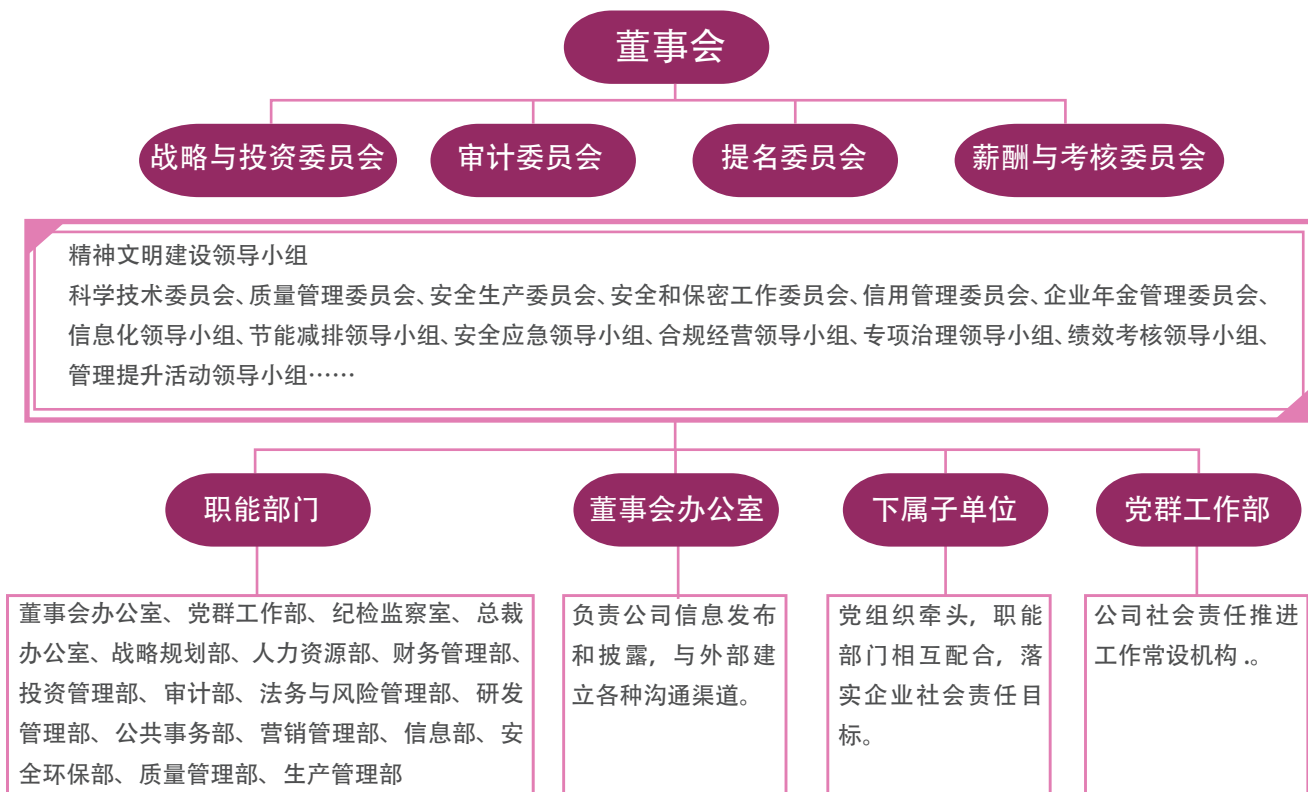 董事会
战略与投资委员会
审计委员会
提名委员会
薪酬与考核委员会
精神文明建设领导小组
科学技术委员会、质量管理委员会、安全生产委员会、安全和保密工作委员会、信用管理委员会、企业年金管理委员会、
信息化领导小组、节能减排领导小组、安全应急领导小组、合规经营领导小组、专项治理领导小组、绩效考核领导小组、
管理提升活动领导小组……
职能部门
董事会办公室
下属子单位
党群工作部
董事会办公室、党群工作部、纪检监察室、总裁
办公室、战略规划部、人力资源部、财务管理部、
投资管理部、审计部、法务与风险管理部、研发
管理部、公共事务部、营销管理部、信息部、安
全环保部、质量管理部、生产管理部
负责公司信息发布
和披露，与外部建
立各种沟通渠道。
党组织牵头，职能
部门相互配合，落
实企业社会责任目
标。
公司社会责任推进
工作常设机构 .。